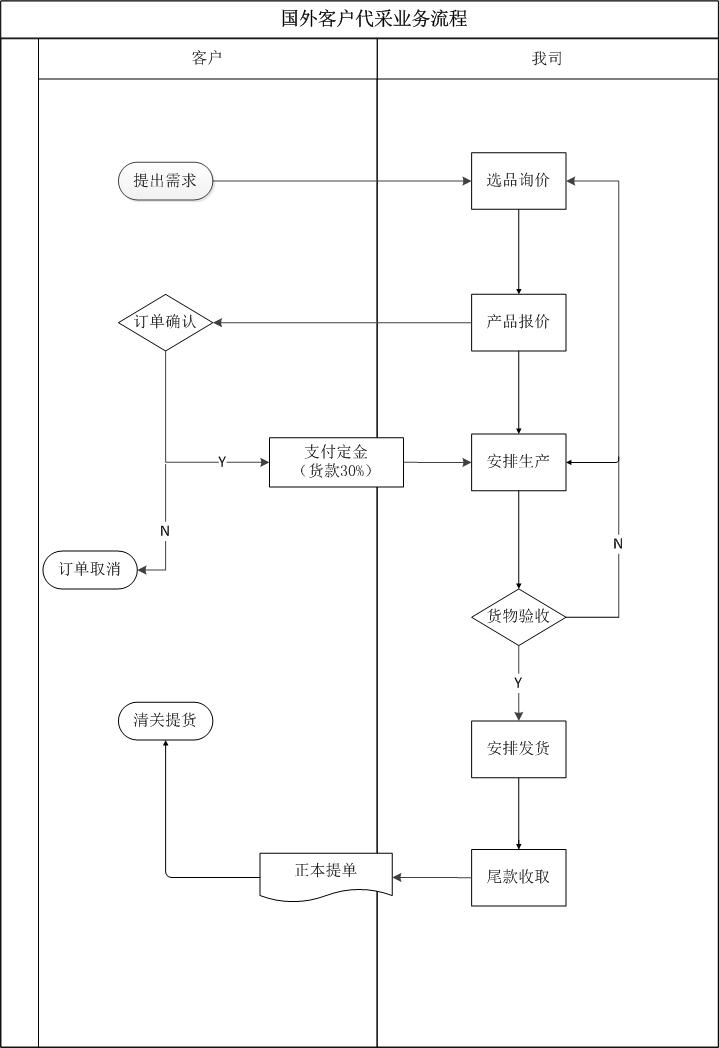 国外客户代采业务流程
客户
我司
提出需求
选品询价
订单确认
产品报价
Y
支付定金
（货款30%）
安排生产
N
N
订单取消
货物验收
Y
清关提货
安排发货
正本提单
尾款收取